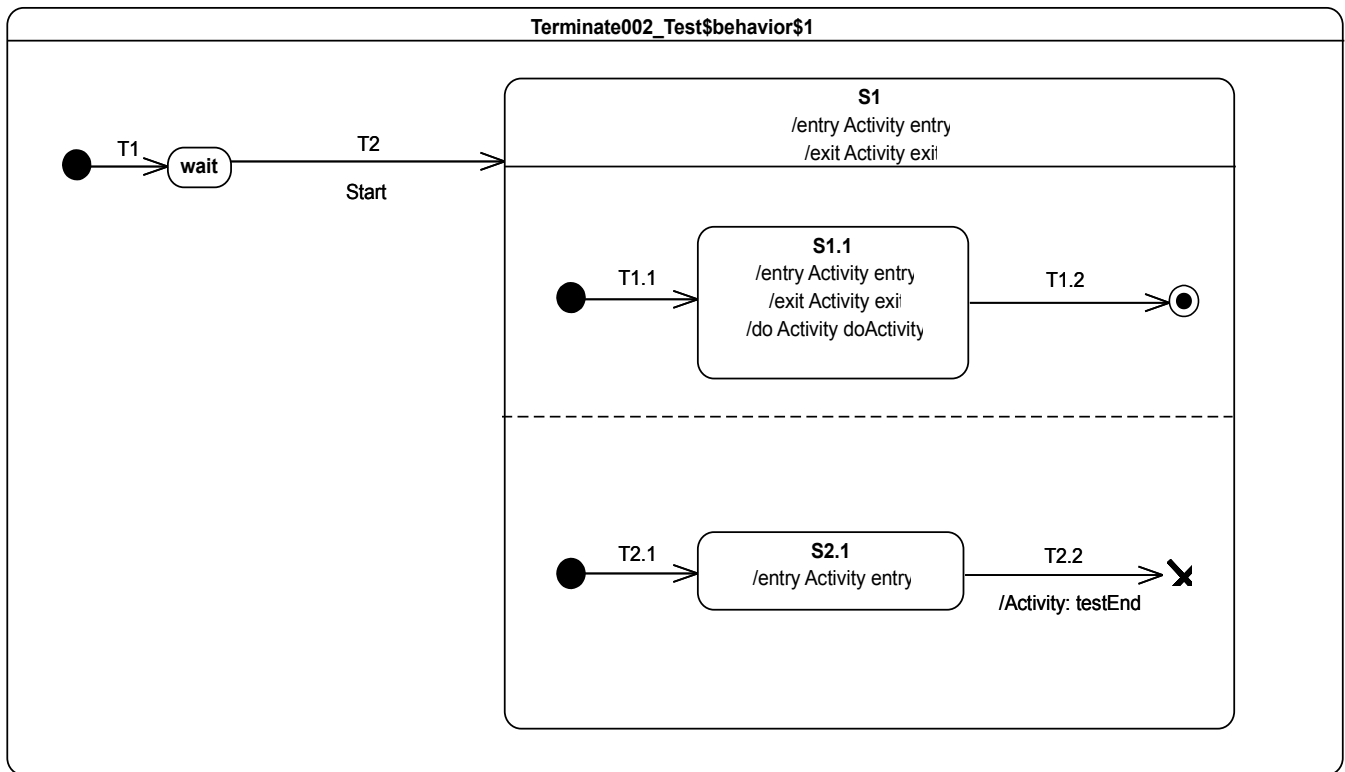 Terminate002_Test$behavior$1
S1
/entry Activity entry
/exit Activity exit
T1
wait
T2
Start
S1.1
/entry Activity entry
/exit Activity exit
/do Activity doActivity
T1.1
T1.2
S2.1
/entry Activity entry
T2.1
T2.2
/Activity: testEnd